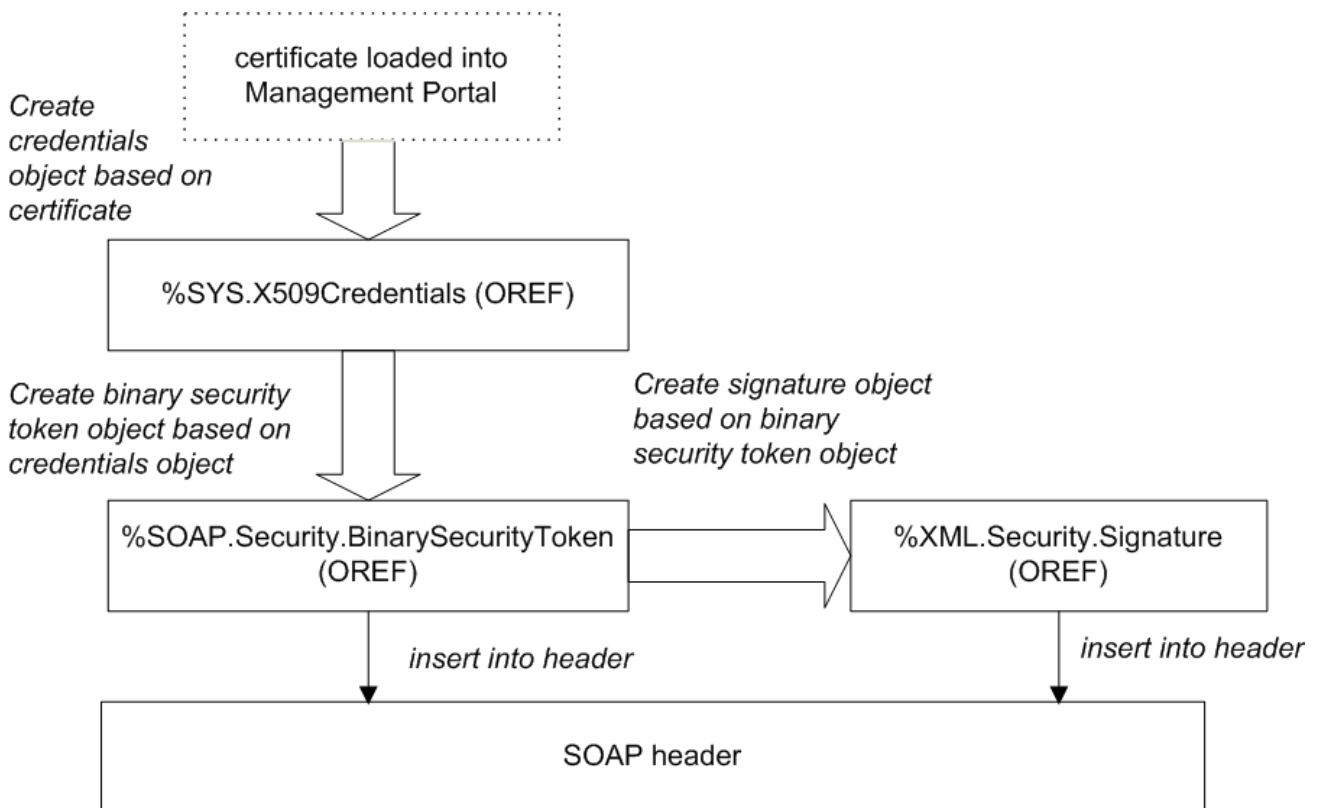 certificate loaded into
Management Portal
Create
credentials
object based on
certificate
%SYS.X509Credentials (OREF)
Create binary security
token object based on
credentials object
Create signature object
based on binary
security token object
%SOAP.Security.BinarySecurityToken
(OREF)
%XML.Security.Signature
(OREF)
insert into header
insert into header
SOAP header